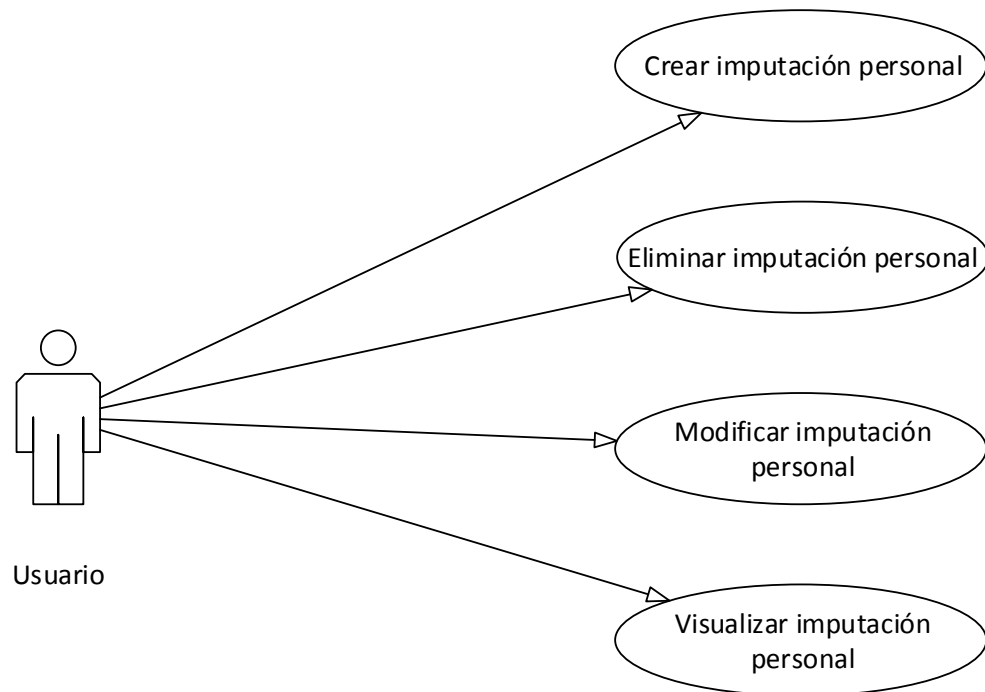 Crear imputación personal
Eliminar imputación personal
Modificar imputación
personal
Usuario
Visualizar imputación
personal